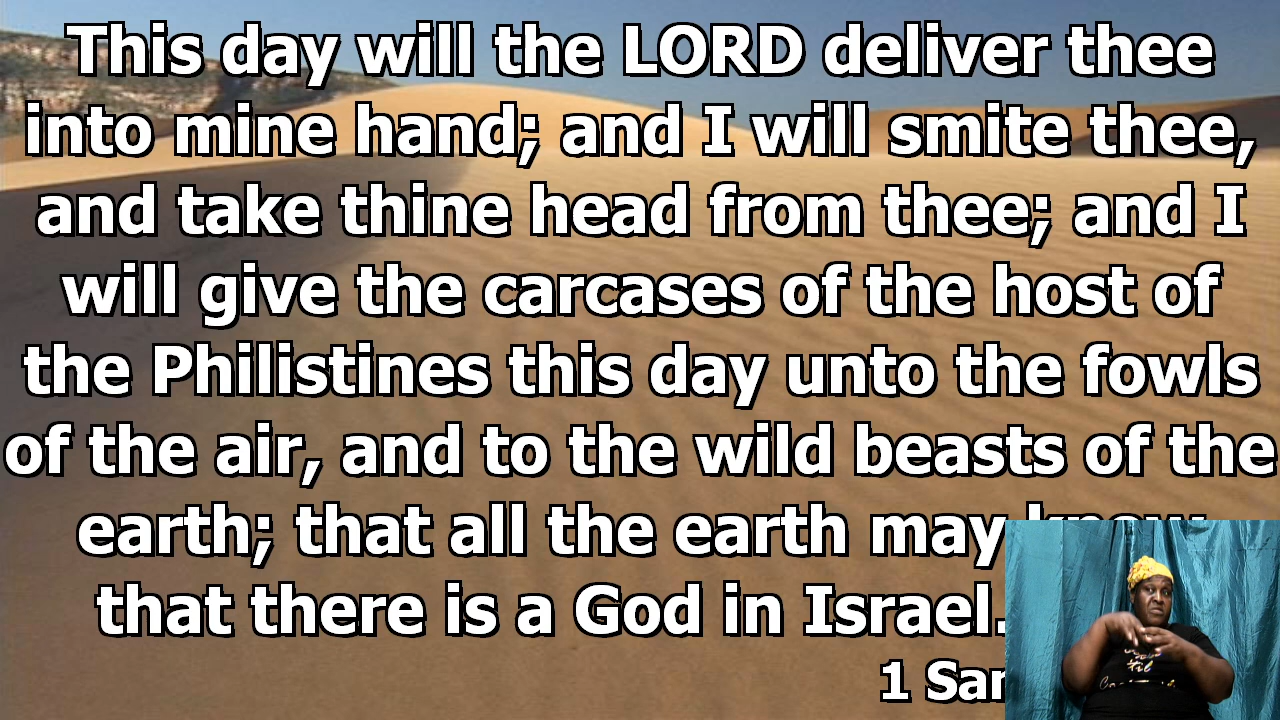 This day will the LORD deliver thee
into mine hand; and I will smite thee,
and take thine head from thee; and I
will give the carcases of the host of
the Philistines this day unto the fowls
of the air, and to the wild beasts of the
earth; that all the earth may know
that there is a God in Israel.
1 Sam